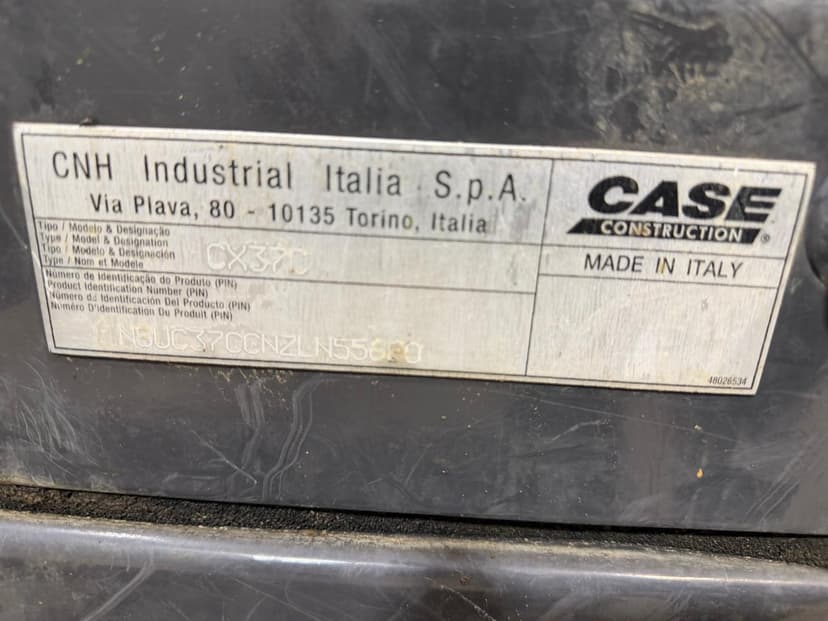 CNH Industrial Italia S.p.A.
Via Plava, 80 - 10135 Torino, Italia
Tipo / Modelo & Designação
Type / Model & Designation
Tipo / Modelo & Designación
Type / Nom et Modele
CX37C
Número de Identificação do Produto (PIN)
Product Identification Number (PIN)
Número de Identificación Del Producto (PIN)
Numéro D'Identification Du Produit (PIN)
CASE
CONSTRUCTION
®
MADE IN ITALY
48026534